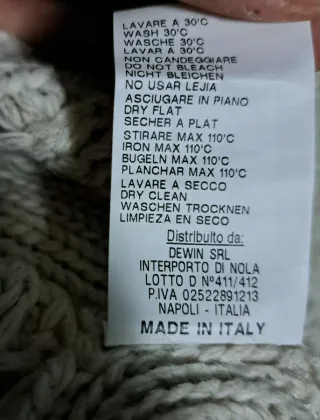 LAVARE A 30°C
WASH 30°C
WASCHE 30°C
LAVAR A 30°C
NON CANDEGGIARE
DO NOT BLEACH
NICHT BLEICHEN
NO USAR LEJIA
ASCIUGARE IN PIANO
DRY FLAT
SECHER A PLAT
STIRARE MAX 110°C
IRON MAX 110°C
BUGELN MAX 110°C
PLANCHAR MAX 110°C
LAVARE A SECCO
DRY CLEAN
WASCHEN TROCKNEN
LIMPIEZA EN SECO
Distribuito da:
DEWIN SRL
INTERPORTO DI NOLA
LOTTO D Nº411/412
P.IVA 02522891213
NAPOLI - ITALIA
MADE IN ITALY